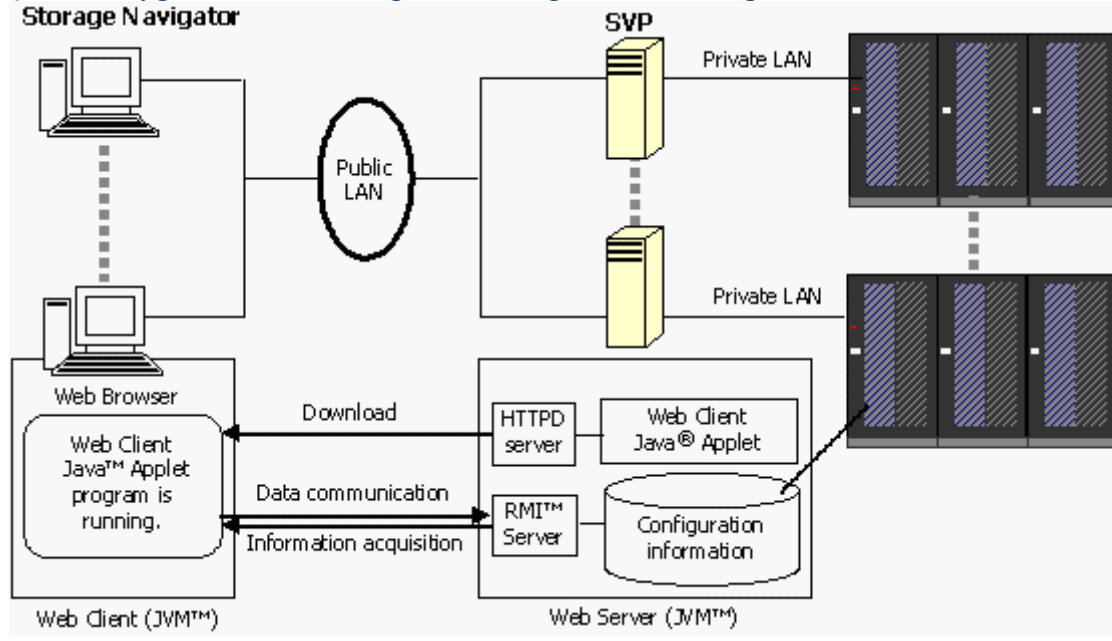 Storage Navigator
SVP
Private LAN
Public
LAN
Private LAN
Web Browser
Web Client
Java™ Applet
program is
running.
Download
HTTPD
server
Web Client
Java® Applet
Data communication
Information acquisition
RMI™
Server
Configuration
information
Web Client (JVM™)
Web Server (JVM™)